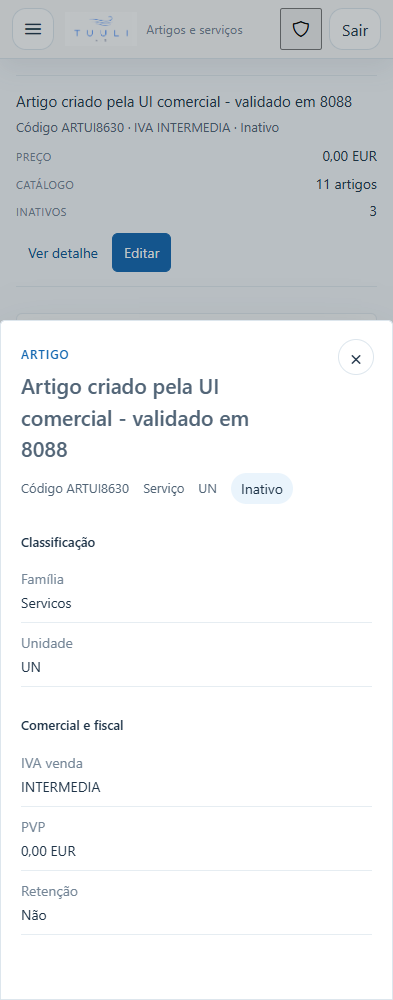 TUULI
Artigos e serviços
Sair
Artigo criado pela UI comercial - validado em 8088
Código ARTUI8630 · IVA INTERMEDIA · Inativo
PREÇO
0,00 EUR
CATÁLOGO
11 artigos
INATIVOS
3
Ver detalhe
Editar
ARTIGO
Artigo criado pela UI
comercial - validado em
8088
Código ARTUI8630 Serviço UN Inativo
Classificação
Família
Servicos
Unidade
UN
Comercial e fiscal
IVA venda
INTERMEDIA
PVP
0,00 EUR
Retenção
Não